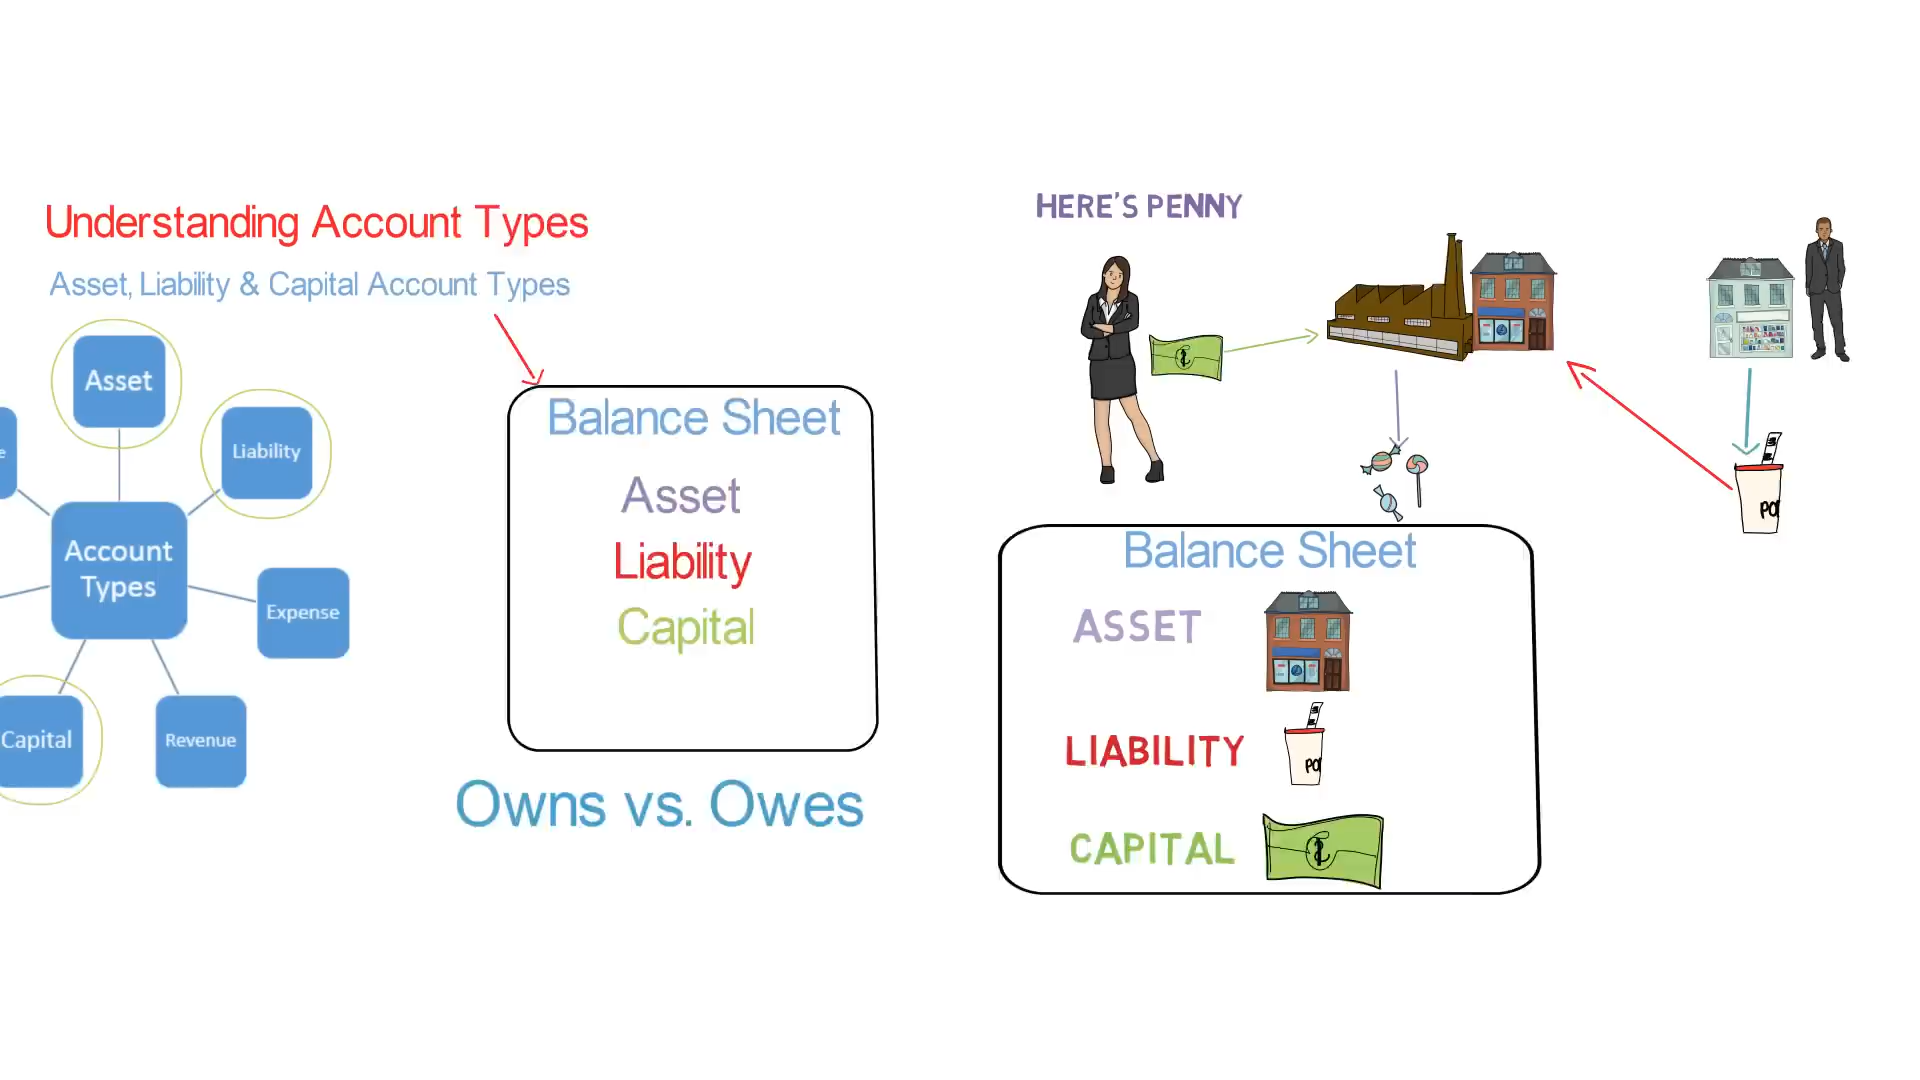 Understanding Account Types
Asset, Liability & Capital Account Types
Asset
Liability
Account
Types
Expense
Capital
Revenue
Balance Sheet
Asset
Liability
Capital
Owns vs. Owes
HERE'S PENNY
Balance Sheet
ASSET
LIABILITY
CAPITAL